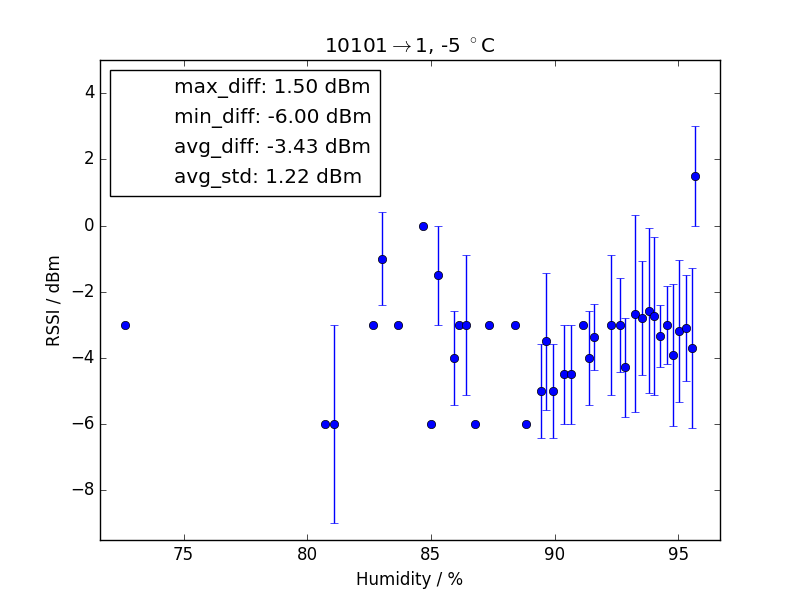 10101→1, -5 °C
max_diff: 1.50 dBm
min_diff: -6.00 dBm
avg_diff: -3.43 dBm
avg_std: 1.22 dBm
4
2
0
−2
−4
−6
−8
RSSI / dBm
75 80 85 90 95
Humidity / %